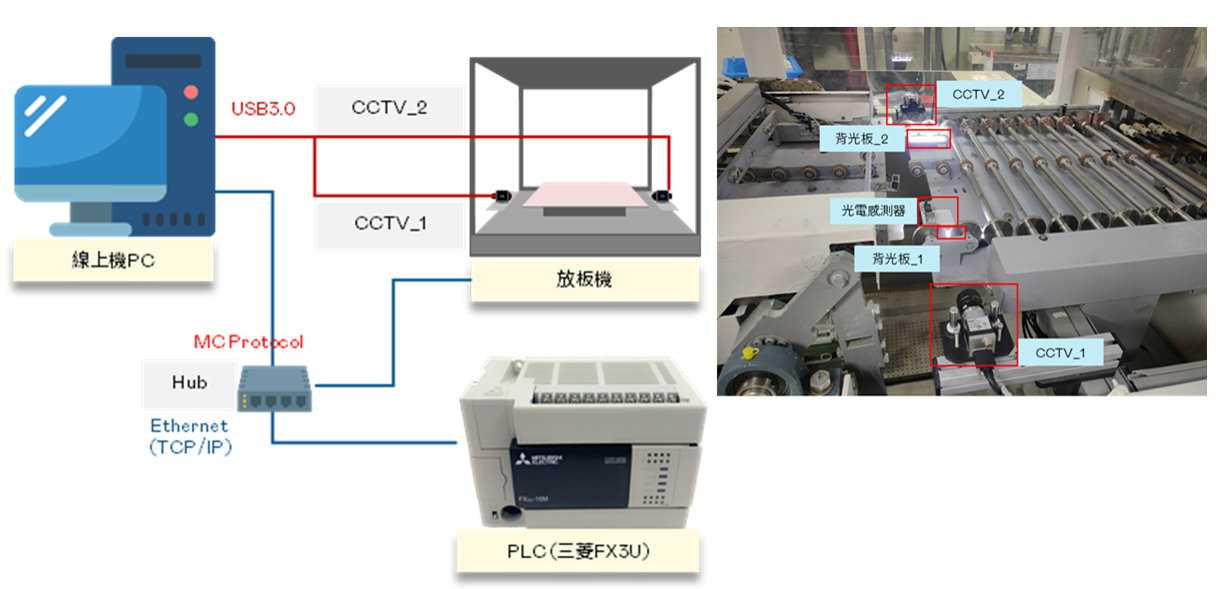 USB3.0
CCTV_2
CCTV_1
線上機PC
放板機
MC Protocol
Hub
Ethernet
(TCP/IP)
MITSUBISHI
ELECTRIC
PLC(三菱FX3U)
CCTV_2
背光板_2
光電感測器
背光板_1
CCTV_1